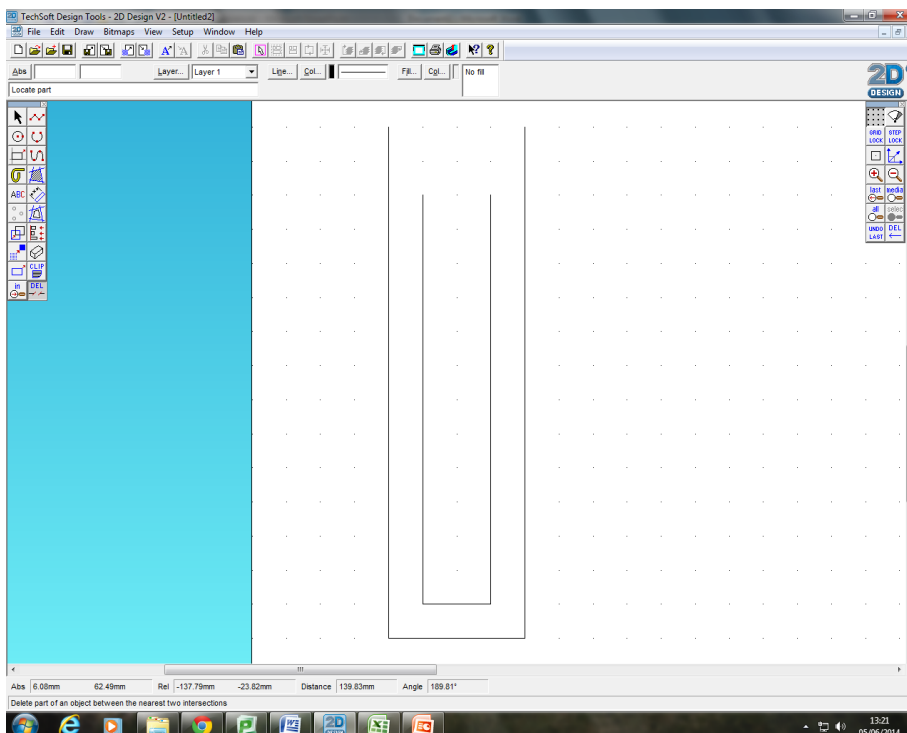 TechSoft Design Tools - 2D Design V2 - [Untitled2]
File Edit Draw Bitmaps View Setup Window Help
Abs Layer... Layer 1 Line... Col... Fill... Col... No fill
Locate part
2D
DESIGN
GRID LOCK STEP LOCK
ABC
last media
all selec
UNDO LAST DEL
CLIP
in DEL
Abs 6.08mm 62.49mm Rel -137.79mm -23.82mm Distance 139.83mm Angle 189.81°
Delete part of an object between the nearest two intersections
2D
13:21
05/06/2014